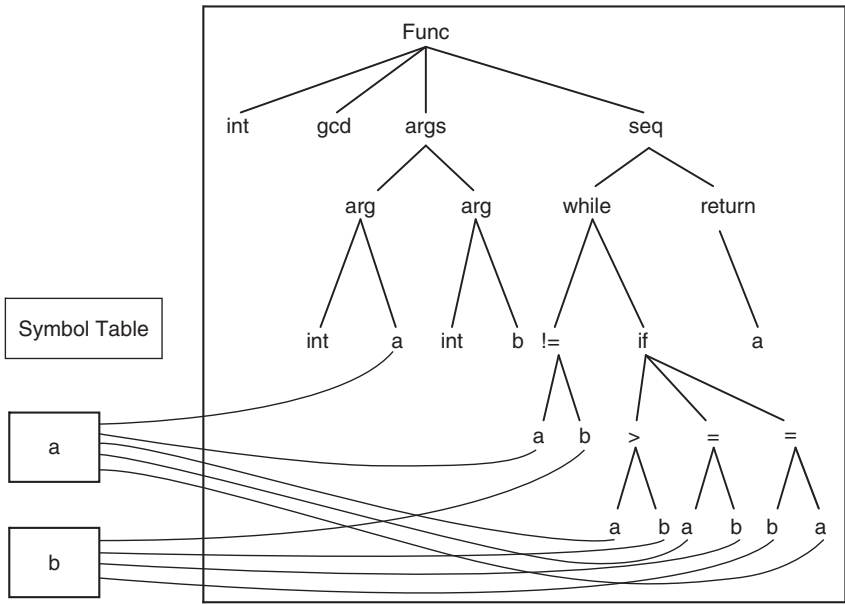 Func
int gcd args seq
arg arg while return
Symbol Table
int a int b != if a
a
a b > = =
a b a b b a
b